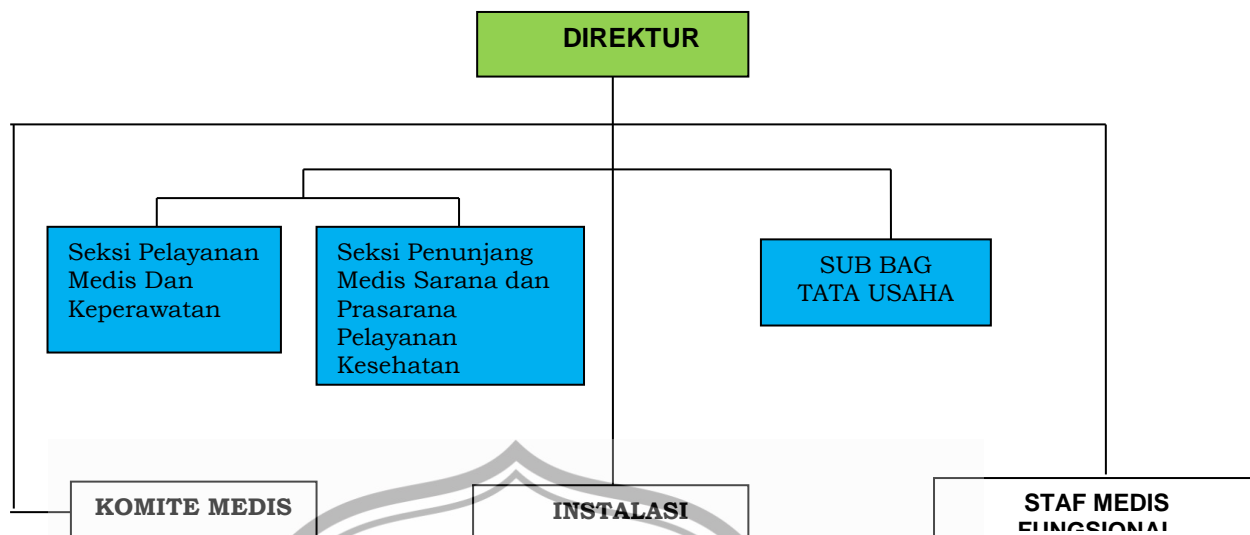 DIREKTUR
Seksi Pelayanan
Medis Dan
Keperawatan
Seksi Penunjang
Medis Sarana dan
Prasarana
Pelayanan
Kesehatan
SUB BAG
TATA USAHA
KOMITE MEDIS
INSTALASI
STAF MEDIS
FUNGSIONAL